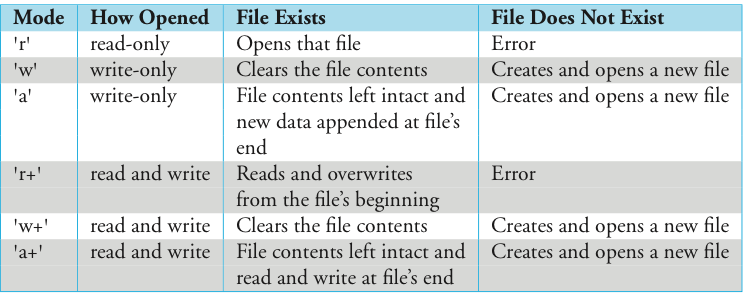 Mode How Opened File Exists File Does Not Exist
'r' read-only Opens that file Error
'w' write-only Clears the file contents Creates and opens a new file
'a' write-only File contents left intact and Creates and opens a new file
new data appended at file’s
end
'r+' read and write Reads and overwrites Error
from the file’s beginning
'w+' read and write Clears the file contents Creates and opens a new file
'a+' read and write File contents left intact and Creates and opens a new file
read and write at file’s end